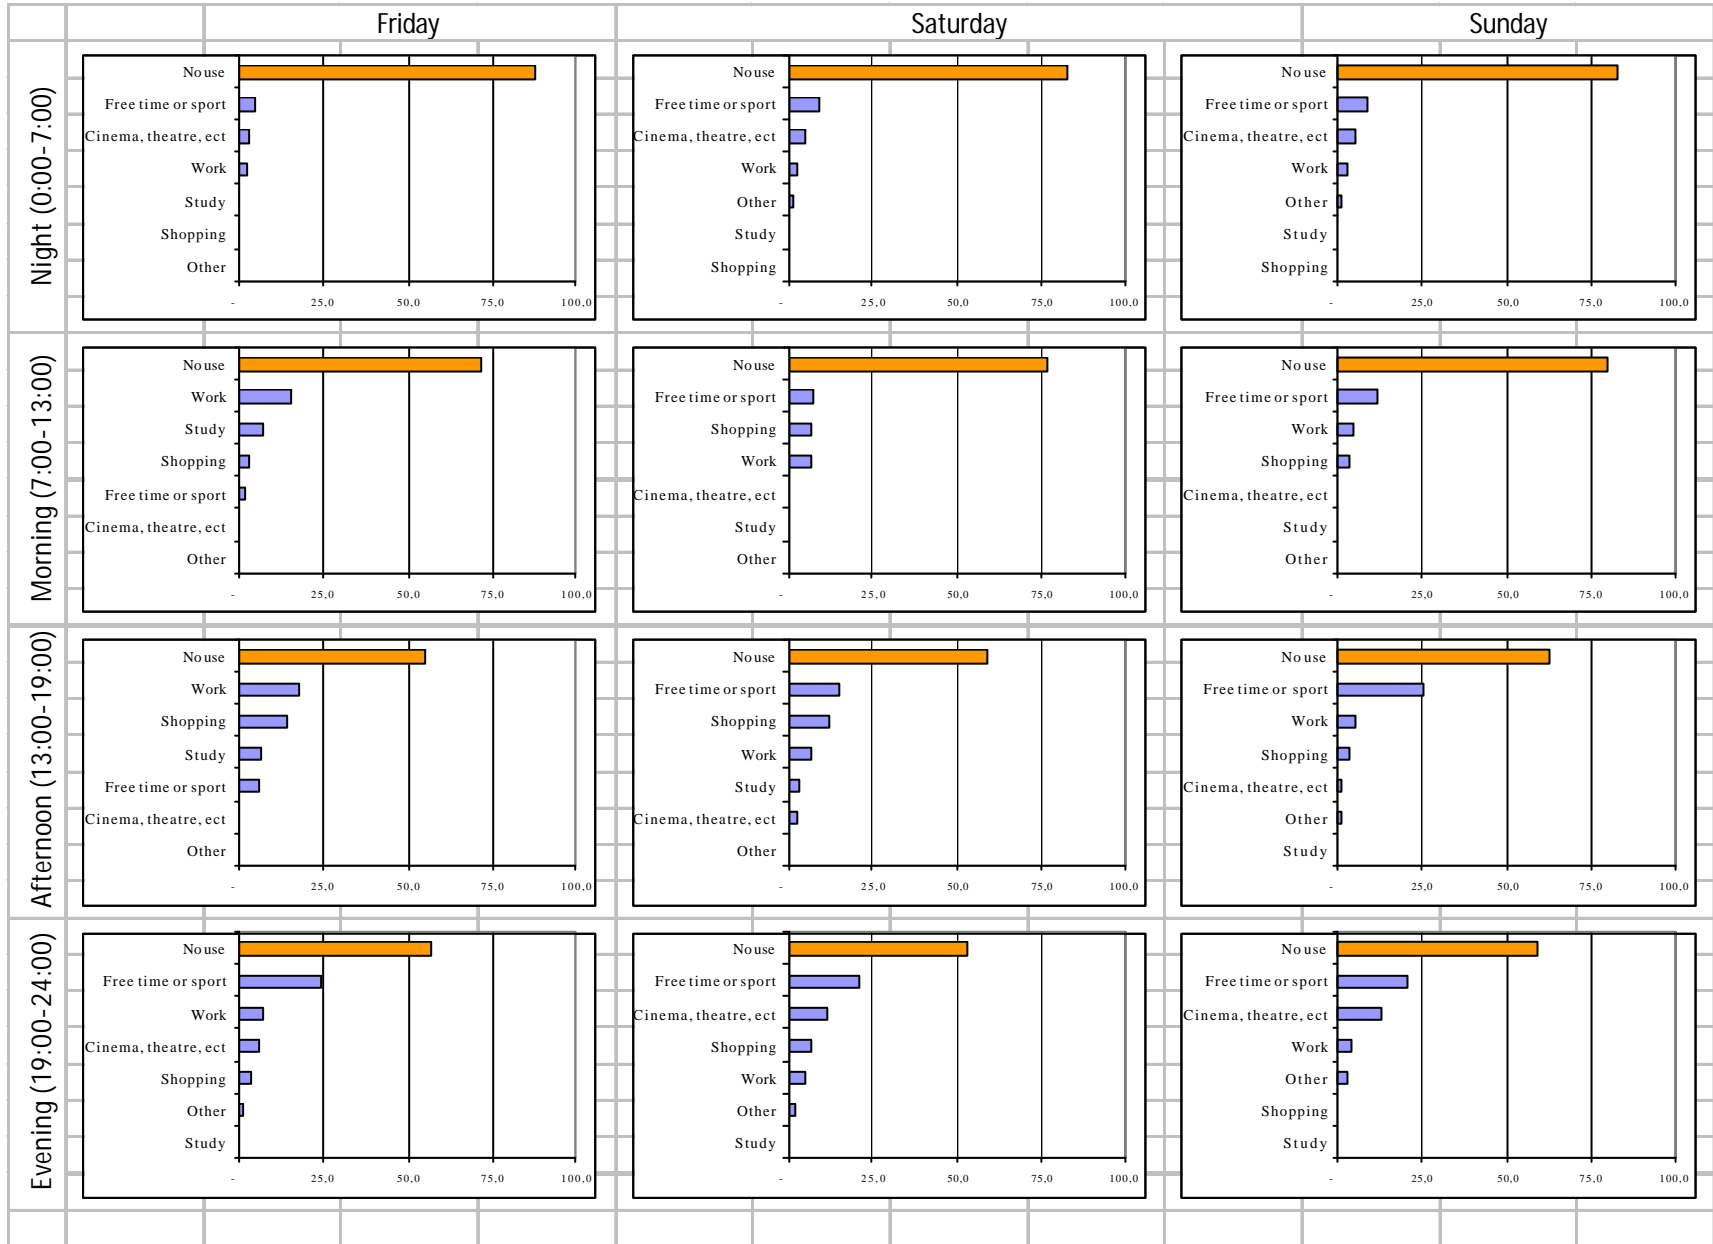 Friday Saturday Sunday
Night (0:00-7:00)
No use
Free time or sport
Cinema, theatre, ect
Work
Study
Shopping
Other
- 25,0 50,0 75,0 100,0
No use
Free time or sport
Cinema, theatre, ect
Work
Other
Study
Shopping
- 25,0 50,0 75,0 100,0
No use
Free time or sport
Cinema, theatre, ect
Work
Other
Study
Shopping
- 25,0 50,0 75,0 100,0
Morning (7:00-13:00)
No use
Work
Study
Shopping
Free time or sport
Cinema, theatre, ect
Other
- 25,0 50,0 75,0 100,0
No use
Free time or sport
Shopping
Work
Cinema, theatre, ect
Study
Other
- 25,0 50,0 75,0 100,0
No use
Free time or sport
Work
Shopping
Cinema, theatre, ect
Study
Other
- 25,0 50,0 75,0 100,0
Afternoon (13:00-19:00)
No use
Work
Shopping
Study
Free time or sport
Cinema, theatre, ect
Other
- 25,0 50,0 75,0 100,0
No use
Free time or sport
Shopping
Work
Study
Cinema, theatre, ect
Other
- 25,0 50,0 75,0 100,0
No use
Free time or sport
Work
Shopping
Cinema, theatre, ect
Other
Study
- 25,0 50,0 75,0 100,0
Evening (19:00-24:00)
No use
Free time or sport
Work
Cinema, theatre, ect
Shopping
Other
Study
- 25,0 50,0 75,0 100,0
No use
Free time or sport
Cinema, theatre, ect
Shopping
Work
Other
Study
- 25,0 50,0 75,0 100,0
No use
Free time or sport
Cinema, theatre, ect
Work
Other
Shopping
Study
- 25,0 50,0 75,0 100,0